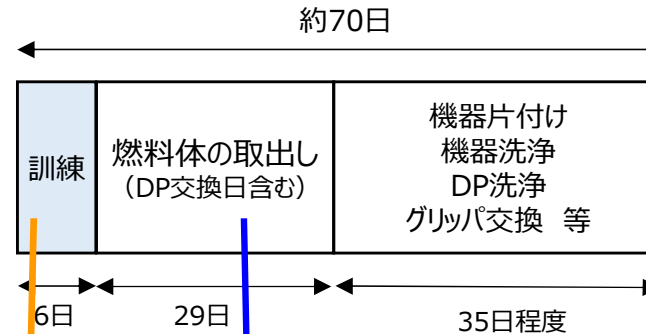 約70日
訓練
燃料体の取出し
（DP交換日含む）
機器片付け
機器洗浄
DP洗浄
グリッパ交換 等
6日
29日
35日程度